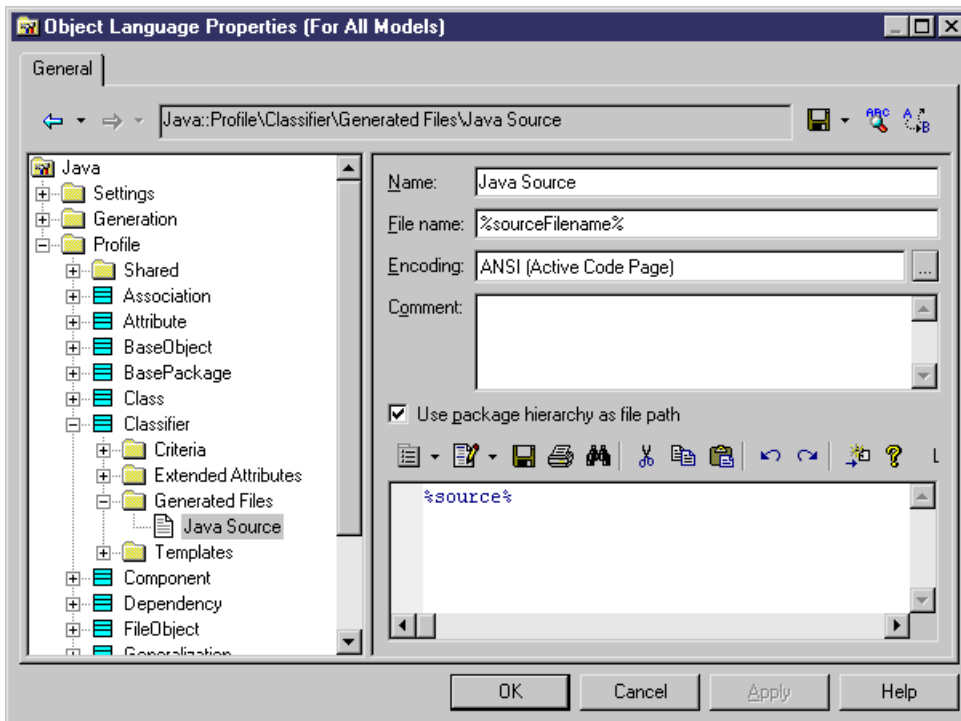 Object Language Properties (For All Models)
General
Java::Profile\Classifier\Generated Files\Java Source
Java
Settings
Generation
Profile
Shared
Association
Attribute
BaseObject
BasePackage
Class
Classifier
Criteria
Extended Attributes
Generated Files
Java Source
Templates
Component
Dependency
FileObject
Generalization
Name: Java Source
File name: %sourceFilename%
Encoding: ANSI (Active Code Page)
...
Comment:
Use package hierarchy as file path
L
%source%
OK Cancel Apply Help